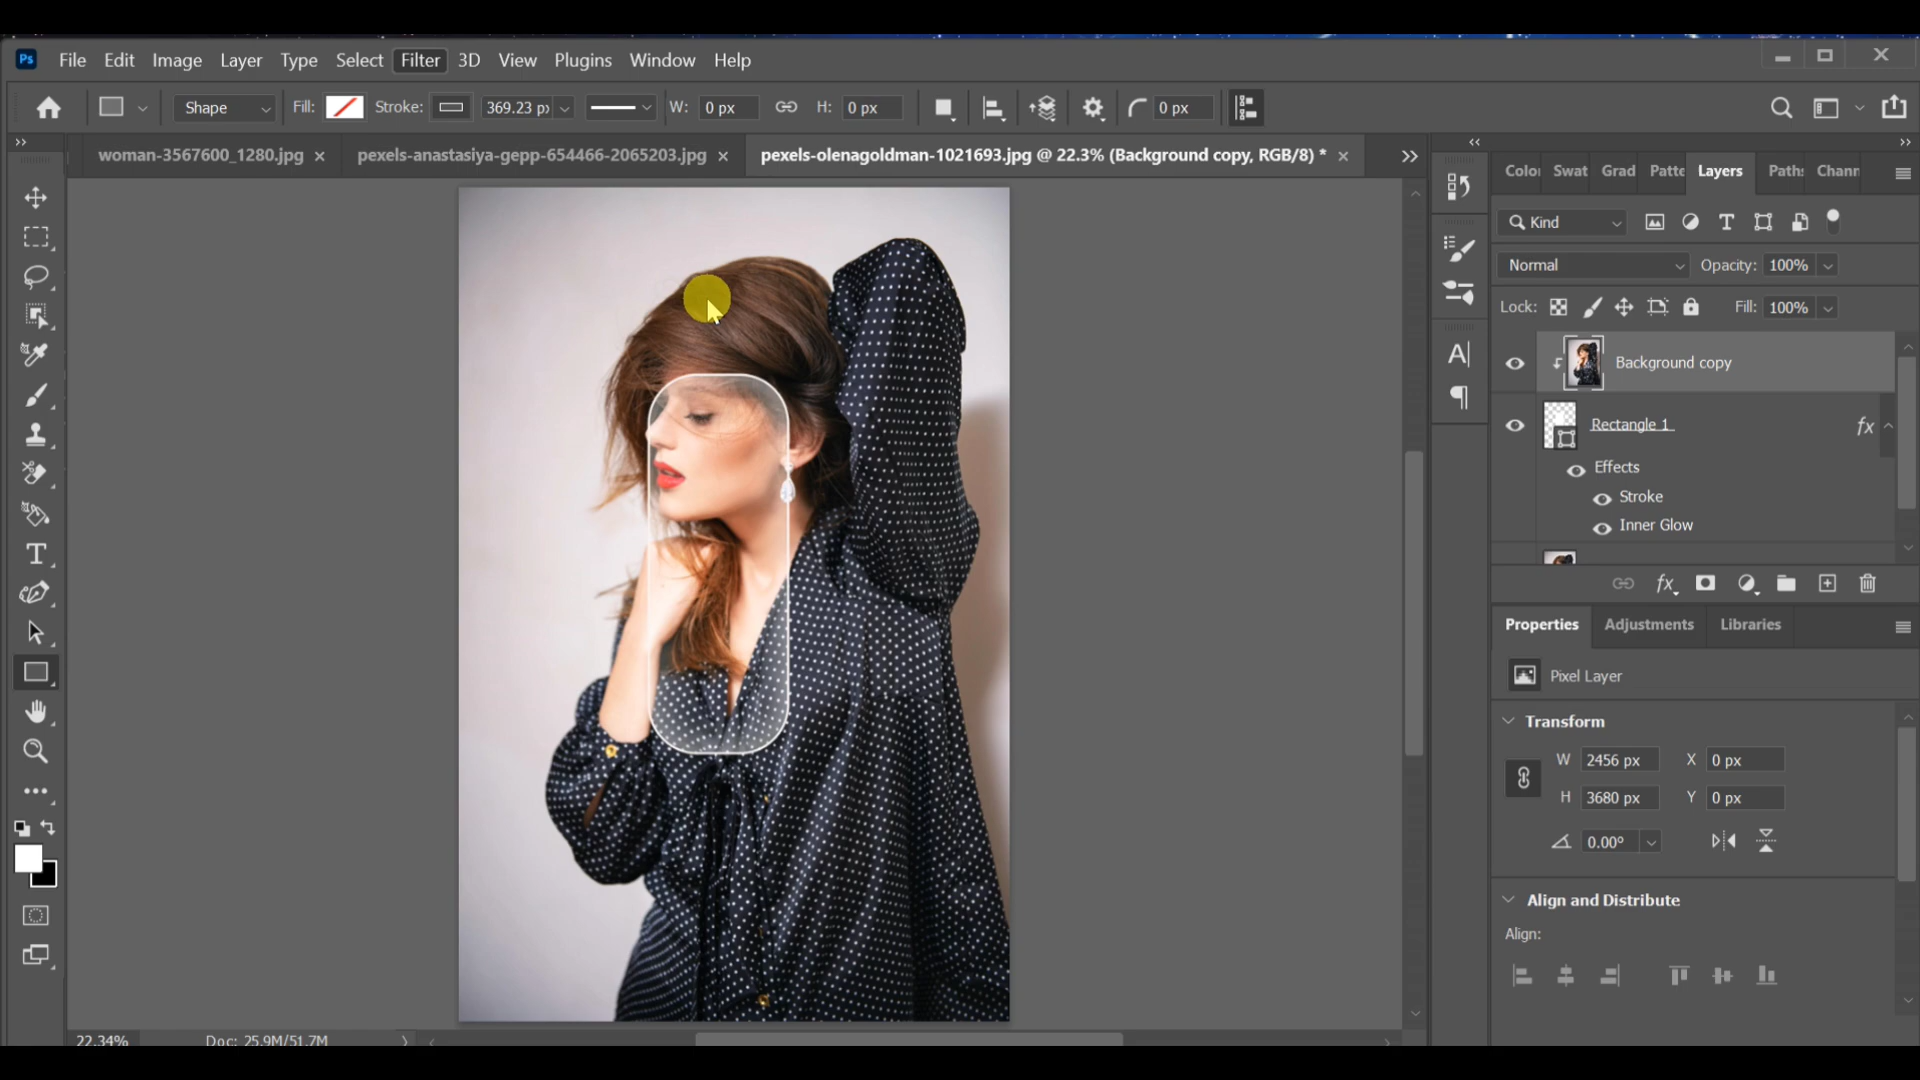 Ps File Edit Image Layer Type Select Filter 3D View Plugins Window Help
Shape Fill: Stroke: 369.23 p W: 0 px H: 0 px 0 px
woman-3567600_1280.jpg × pexels-anastasiya-gepp-654466-2065203.jpg × pexels-olenagoldman-1021693.jpg @ 22.3% (Background copy, RGB/8) * ×
Colo Swat Grad Patte Layers Paths Chann
Kind
Normal Opacity: 100%
Lock: Fill: 100%
Background copy
Rectangle 1 fx
Effects
Stroke
Inner Glow
fx
Properties Adjustments Libraries
Pixel Layer
Transform
W 2456 px X 0 px
H 3680 px Y 0 px
0.00°
Align and Distribute
Align:
22.34% Doc: 25.9M/51.7M